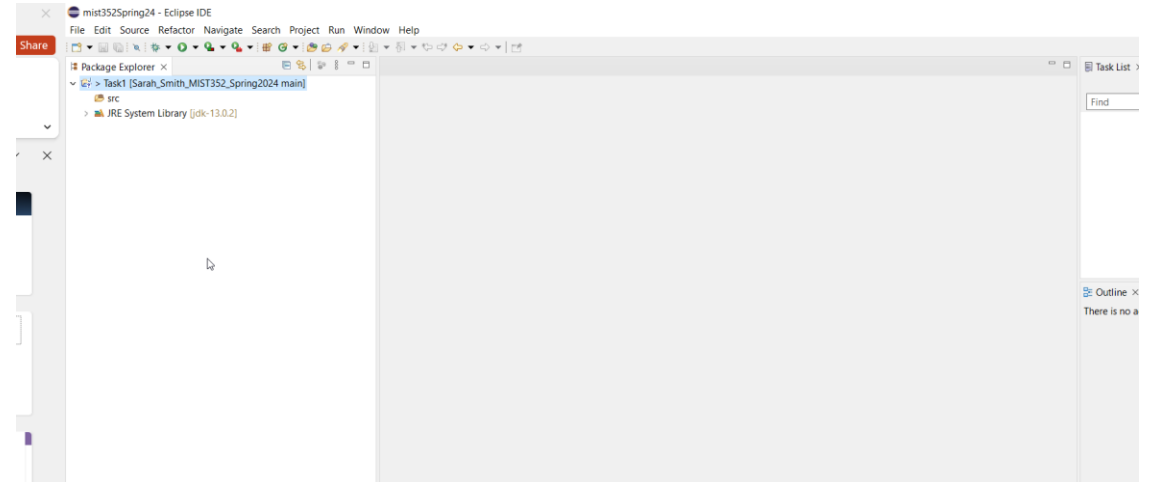 mist352Spring24 - Eclipse IDE
File Edit Source Refactor Navigate Search Project Run Window Help
Share
Package Explorer
Task List
> Task1 [Sarah_Smith_MIST352_Spring2024 main]
src
Find
JRE System Library [jdk-13.0.2]
Outline
There is no a